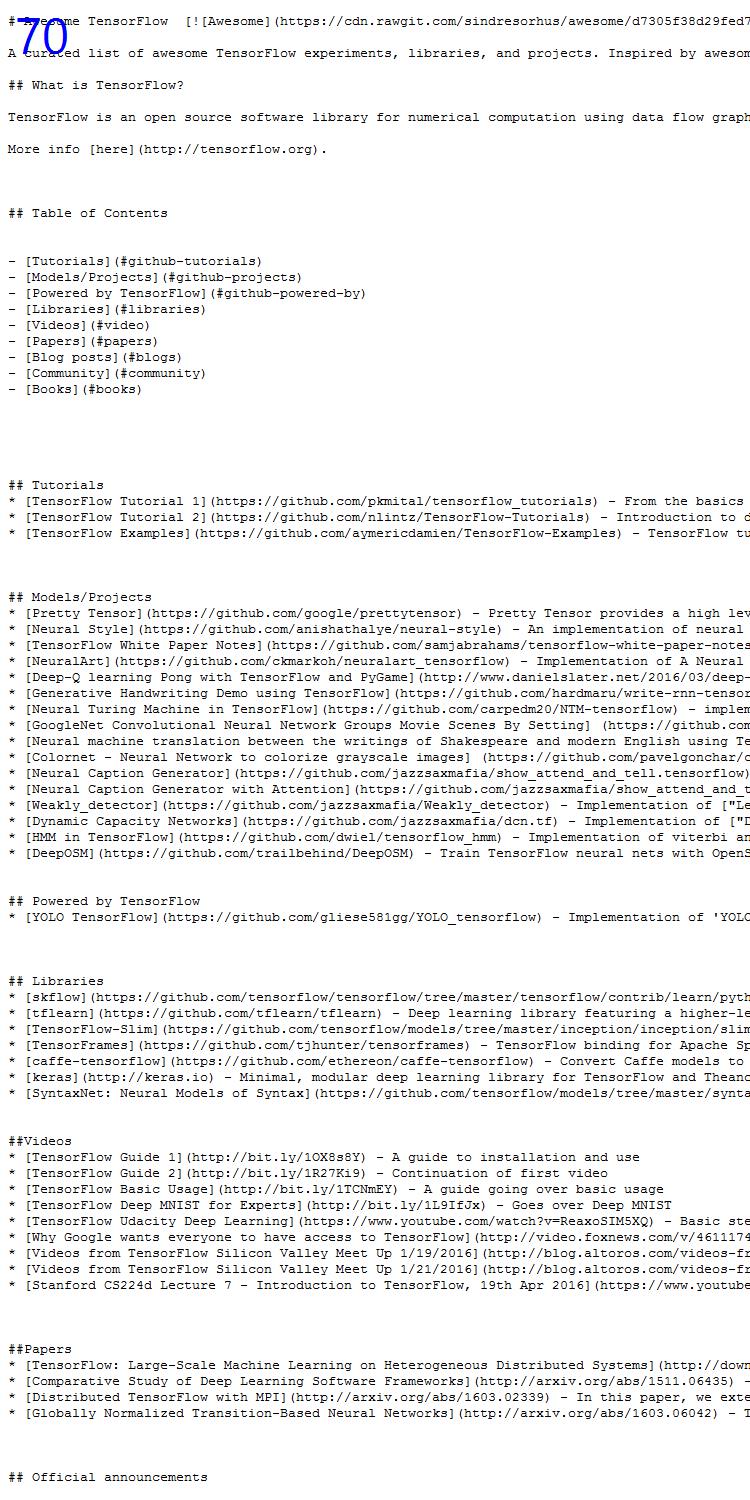 # Awesome TensorFlow  [![Awesome](https://cdn.rawgit.com/sindresorhus/awesome/d7305f38d29fed7
70
A curated list of awesome TensorFlow experiments, libraries, and projects. Inspired by awesom
## What is TensorFlow?
TensorFlow is an open source software library for numerical computation using data flow graph
More info [here](http://tensorflow.org).
## Table of Contents
- [Tutorials](#github-tutorials)
- [Models/Projects](#github-projects)
- [Powered by TensorFlow](#github-powered-by)
- [Libraries](#libraries)
- [Videos](#video)
- [Papers](#papers)
- [Blog posts](#blogs)
- [Community](#community)
- [Books](#books)
## Tutorials
* [TensorFlow Tutorial 1](https://github.com/pkmital/tensorflow_tutorials) - From the basics
* [TensorFlow Tutorial 2](https://github.com/nlintz/TensorFlow-Tutorials) - Introduction to d
* [TensorFlow Examples](https://github.com/aymericdamien/TensorFlow-Examples) - TensorFlow tu
## Models/Projects
* [Pretty Tensor](https://github.com/google/prettytensor) - Pretty Tensor provides a high lev
* [Neural Style](https://github.com/anishathalye/neural-style) - An implementation of neural
* [TensorFlow White Paper Notes](https://github.com/samjabrahams/tensorflow-white-paper-notes
* [NeuralArt](https://github.com/ckmarkoh/neuralart_tensorflow) - Implementation of A Neural
* [Deep-Q learning Pong with TensorFlow and PyGame](http://www.danielslater.net/2016/03/deep-
* [Generative Handwriting Demo using TensorFlow](https://github.com/hardmaru/write-rnn-tensor
* [Neural Turing Machine in TensorFlow](https://github.com/carpedm20/NTM-tensorflow) - implem
* [GoogleNet Convolutional Neural Network Groups Movie Scenes By Setting] (https://github.com
* [Neural machine translation between the writings of Shakespeare and modern English using Te
* [Colornet - Neural Network to colorize grayscale images] (https://github.com/pavelgonchar/c
* [Neural Caption Generator](https://github.com/jazzsaxmafia/show_attend_and_tell.tensorflow)
* [Neural Caption Generator with Attention](https://github.com/jazzsaxmafia/show_attend_and_t
* [Weakly_detector](https://github.com/jazzsaxmafia/Weakly_detector) - Implementation of ["Le
* [Dynamic Capacity Networks](https://github.com/jazzsaxmafia/dcn.tf) - Implementation of ["D
* [HMM in TensorFlow](https://github.com/dwiel/tensorflow_hmm) - Implementation of viterbi an
* [DeepOSM](https://github.com/trailbehind/DeepOSM) - Train TensorFlow neural nets with OpenS
## Powered by TensorFlow
* [YOLO TensorFlow](https://github.com/gliese581gg/YOLO_tensorflow) - Implementation of 'YOLO
## Libraries
* [skflow](https://github.com/tensorflow/tensorflow/tree/master/tensorflow/contrib/learn/pyth
* [tflearn](https://github.com/tflearn/tflearn) - Deep learning library featuring a higher-le
* [TensorFlow-Slim](https://github.com/tensorflow/models/tree/master/inception/inception/slim
* [TensorFrames](https://github.com/tjhunter/tensorframes) - TensorFlow binding for Apache Sp
* [caffe-tensorflow](https://github.com/ethereon/caffe-tensorflow) - Convert Caffe models to
* [keras](http://keras.io) - Minimal, modular deep learning library for TensorFlow and Theano
* [SyntaxNet: Neural Models of Syntax](https://github.com/tensorflow/models/tree/master/synta
##Videos
* [TensorFlow Guide 1](http://bit.ly/1OX8s8Y) - A guide to installation and use
* [TensorFlow Guide 2](http://bit.ly/1R27Ki9) - Continuation of first video
* [TensorFlow Basic Usage](http://bit.ly/1TCNmEY) - A guide going over basic usage
* [TensorFlow Deep MNIST for Experts](http://bit.ly/1L9IfJx) - Goes over Deep MNIST
* [TensorFlow Udacity Deep Learning](https://www.youtube.com/watch?v=ReaxoSIM5XQ) - Basic ste
* [Why Google wants everyone to have access to TensorFlow](http://video.foxnews.com/v/4611174
* [Videos from TensorFlow Silicon Valley Meet Up 1/19/2016](http://blog.altoros.com/videos-fr
* [Videos from TensorFlow Silicon Valley Meet Up 1/21/2016](http://blog.altoros.com/videos-fr
* [Stanford CS224d Lecture 7 - Introduction to TensorFlow, 19th Apr 2016](https://www.youtube
##Papers
* [TensorFlow: Large-Scale Machine Learning on Heterogeneous Distributed Systems](http://down
* [Comparative Study of Deep Learning Software Frameworks](http://arxiv.org/abs/1511.06435) -
* [Distributed TensorFlow with MPI](http://arxiv.org/abs/1603.02339) - In this paper, we exte
* [Globally Normalized Transition-Based Neural Networks](http://arxiv.org/abs/1603.06042) - T
## Official announcements